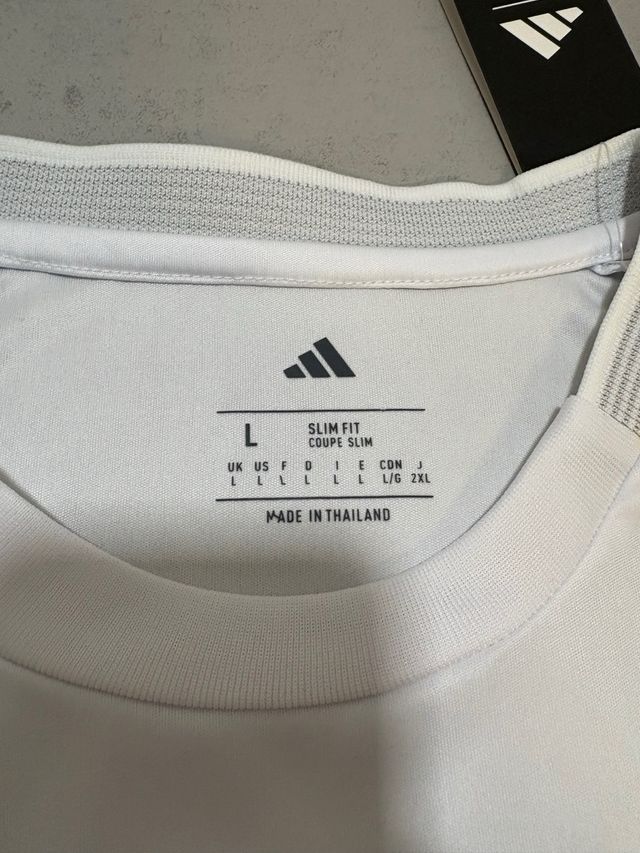 L
SLIM FIT
COUPE SLIM
UK US F D I E CDN J
L L L L L L L/G 2XL
MADE IN THAILAND